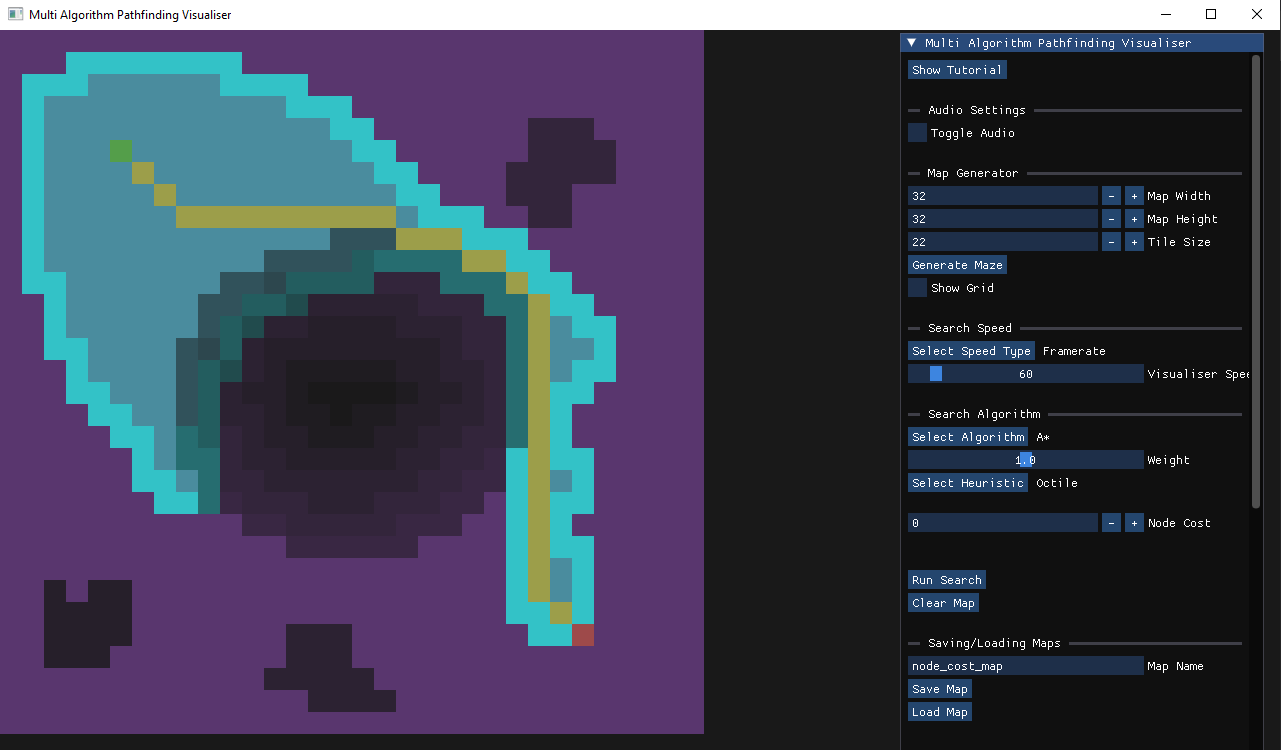 Multi Algorithm Pathfinding Visualiser
Multi Algorithm Pathfinding Visualiser
Show Tutorial
Audio Settings
Toggle Audio
Map Generator
32 - + Map Width
32 - + Map Height
22 - + Tile Size
Generate Maze
Show Grid
Search Speed
Select Speed Type Framerate
60 Visualiser Spee
Search Algorithm
Select Algorithm A*
1.0 Weight
Select Heuristic Octile
0 - + Node Cost
Run Search
Clear Map
Saving/Loading Maps
node_cost_map Map Name
Save Map
Load Map